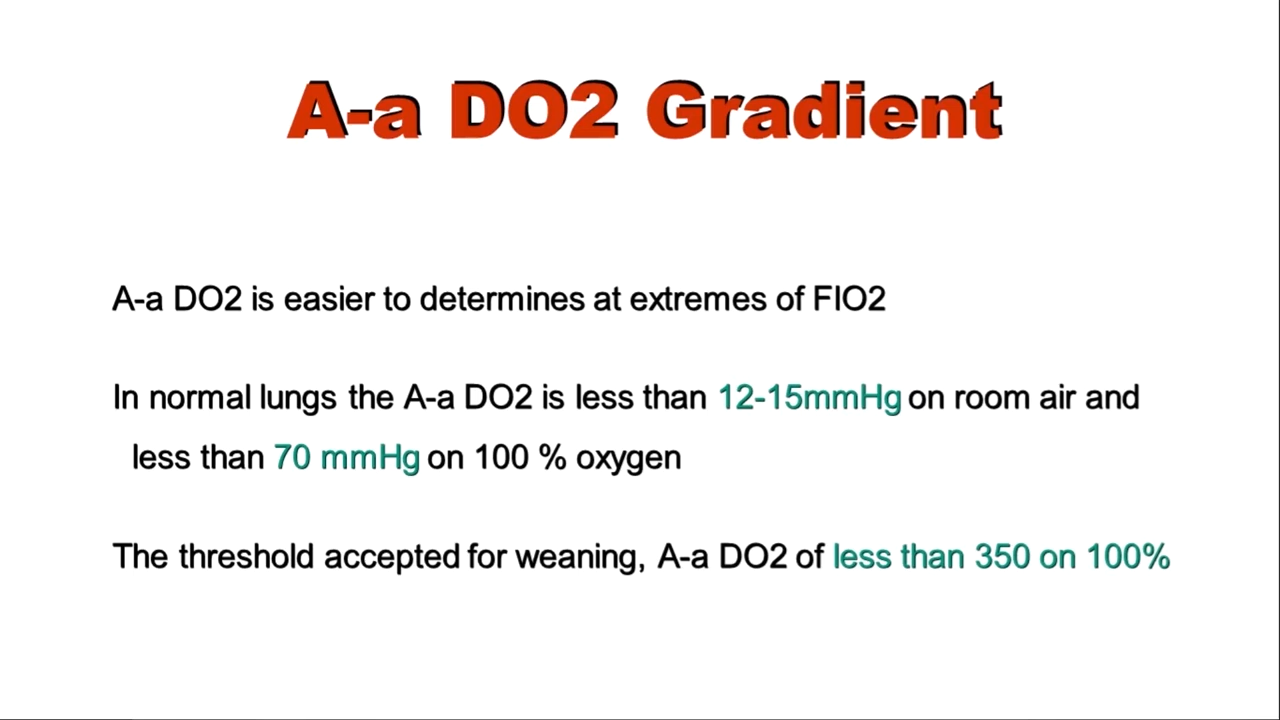 A-a DO2 Gradient
A-a DO2 is easier to determines at extremes of FIO2
In normal lungs the A-a DO2 is less than 12-15mmHg on room air and
less than 70 mmHg on 100 % oxygen
The threshold accepted for weaning, A-a DO2 of less than 350 on 100%